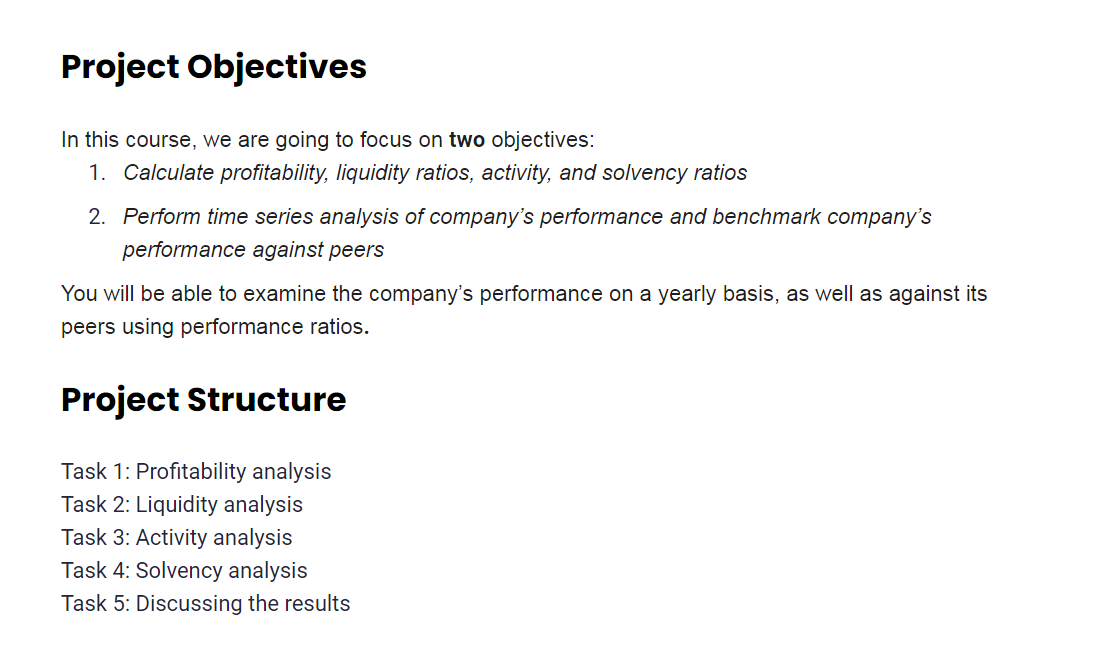 Project Objectives
In this course, we are going to focus on two objectives:
1. Calculate profitability, liquidity ratios, activity, and solvency ratios
2. Perform time series analysis of company’s performance and benchmark company’s
performance against peers
You will be able to examine the company’s performance on a yearly basis, as well as against its
peers using performance ratios.
Project Structure
Task 1: Profitability analysis
Task 2: Liquidity analysis
Task 3: Activity analysis
Task 4: Solvency analysis
Task 5: Discussing the results